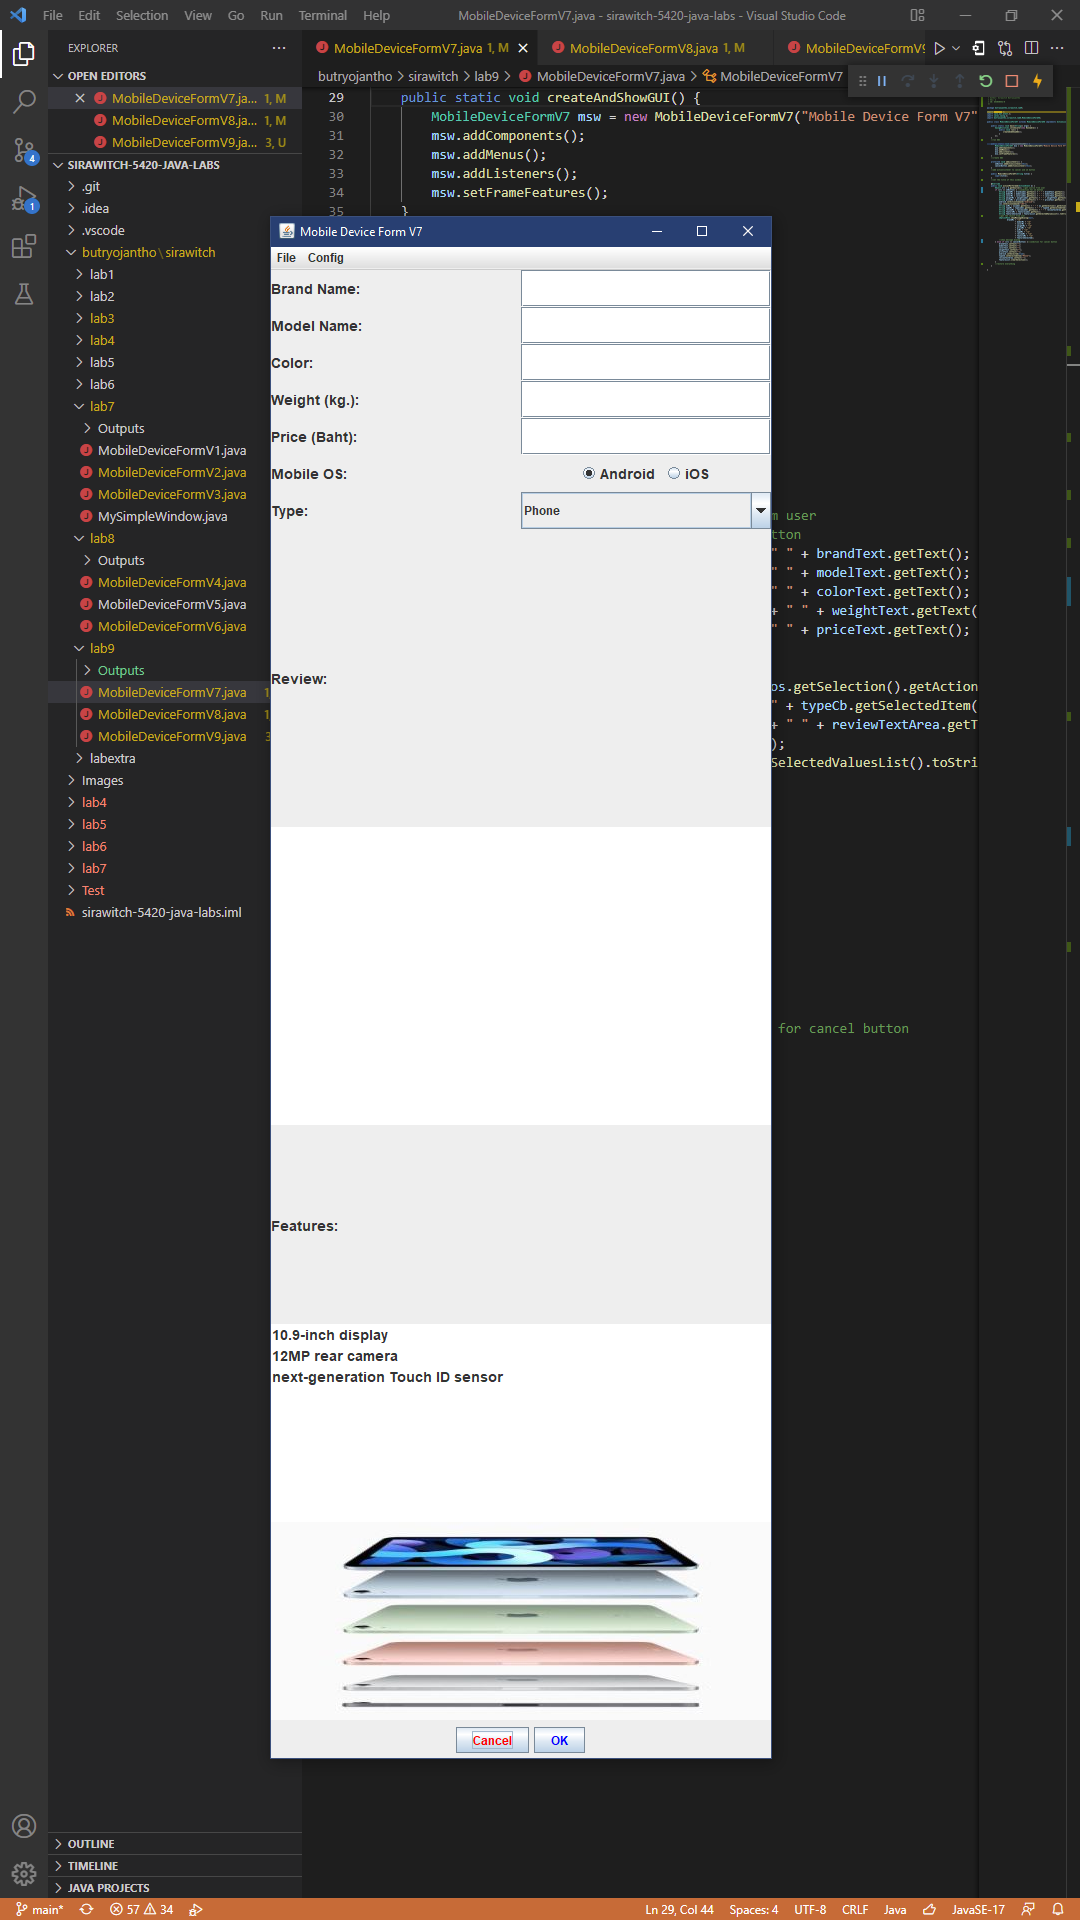 File Edit Selection View Go Run Terminal Help MobileDeviceFormV7.java - sirawitch-5420-java-labs - Visual Studio Code
EXPLORER
OPEN EDITORS
MobileDeviceFormV7.ja... 1, M
MobileDeviceFormV8.ja... 1, M
MobileDeviceFormV9.ja... 3, U
SIRAWITCH-5420-JAVA-LABS
.git
.idea
.vscode
butryojantho \ sirawitch
lab1
lab2
lab3
lab4
lab5
lab6
lab7
Outputs
MobileDeviceFormV1.java
MobileDeviceFormV2.java
MobileDeviceFormV3.java
MySimpleWindow.java
lab8
Outputs
MobileDeviceFormV4.java
MobileDeviceFormV5.java
MobileDeviceFormV6.java
lab9
Outputs
MobileDeviceFormV7.java 1,
MobileDeviceFormV8.java 1
MobileDeviceFormV9.java 3
labextra
Images
lab4
lab5
lab6
lab7
Test
sirawitch-5420-java-labs.iml
4
1
OUTLINE
TIMELINE
JAVA PROJECTS
MobileDeviceFormV7.java 1, M MobileDeviceFormV8.java 1, M MobileDeviceFormV9
butryojantho > sirawitch > lab9 > MobileDeviceFormV7.java > MobileDeviceFormV7
29 public static void createAndShowGUI() {
30 MobileDeviceFormV7 msw = new MobileDeviceFormV7("Mobile Device Form V7"
31 msw.addComponents();
32 msw.addMenus();
33 msw.addListeners();
34 msw.setFrameFeatures();
35 }
Mobile Device Form V7
File Config
Brand Name:
Model Name:
Color:
Weight (kg.):
Price (Baht):
Mobile OS: Android iOS
Type: Phone
Review:
Features:
10.9-inch display
12MP rear camera
next-generation Touch ID sensor
Cancel OK
m user
tton
" " + brandText.getText();
" " + modelText.getText();
" " + colorText.getText();
+ " " + weightText.getText(
" " + priceText.getText();
os.getSelection().getAction
" + typeCb.getSelectedItem(
+ " " + reviewTextArea.getT
);
SelectedValuesList().toStri
for cancel button
main* 57 34 Ln 29, Col 44 Spaces: 4 UTF-8 CRLF Java JavaSE-17